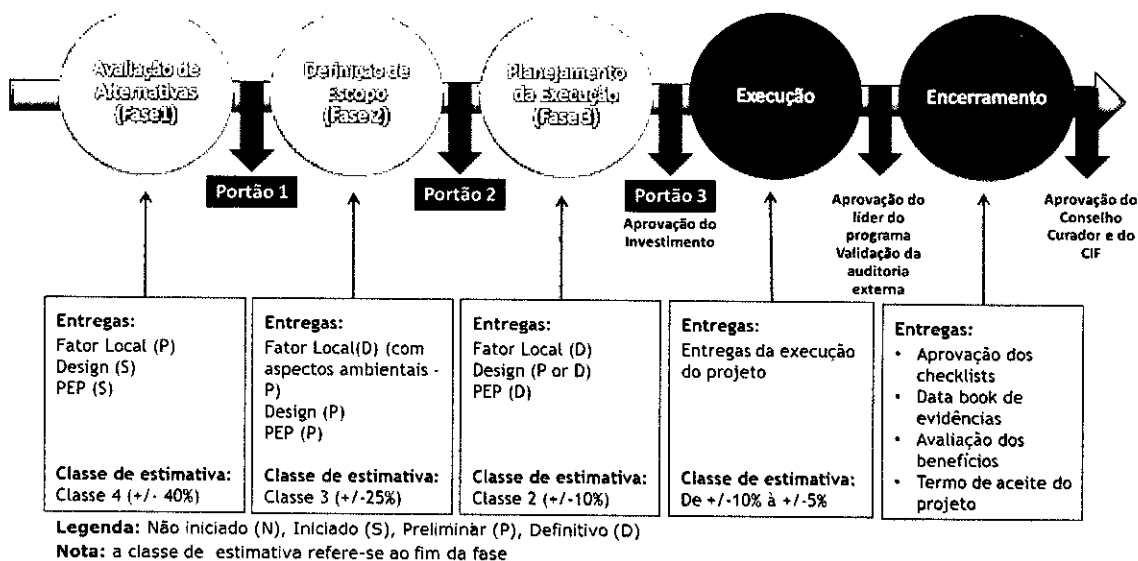 Avaliação de
Alternativas
(Fase1)
Definição de
Escopo
(Fase 2)
Planejamento
da Execução
(Fase 3)
Execução
Encerramento
Portão 1
Portão 2
Portão 3
Aprovação do
Investimento
Aprovação do
líder do
programa
Validação da
auditoria
externa
Aprovação do
Conselho
Curador e do
CIF
Entregas:
Fator Local (P)
Design (S)
PEP (S)
Classe de estimativa:
Classe 4 (+/- 40%)
Entregas:
Fator Local(D) (com
aspectos ambientais -
P)
Design (P)
PEP (P)
Classe de estimativa:
Classe 3 (+/-25%)
Entregas:
Fator Local (D)
Design (P or D)
PEP (D)
Classe de estimativa:
Classe 2 (+/-10%)
Entregas:
Entregas da execução
do projeto
Classe de estimativa:
De +/-10% à +/-5%
Entregas:
• Aprovação dos
checklists
• Data book de
evidências
• Avaliação dos
benefícios
• Termo de aceite do
projeto
Legenda: Não iniciado (N), Iniciado (S), Preliminar (P), Definitivo (D)
Nota: a classe de estimativa refere-se ao fim da fase